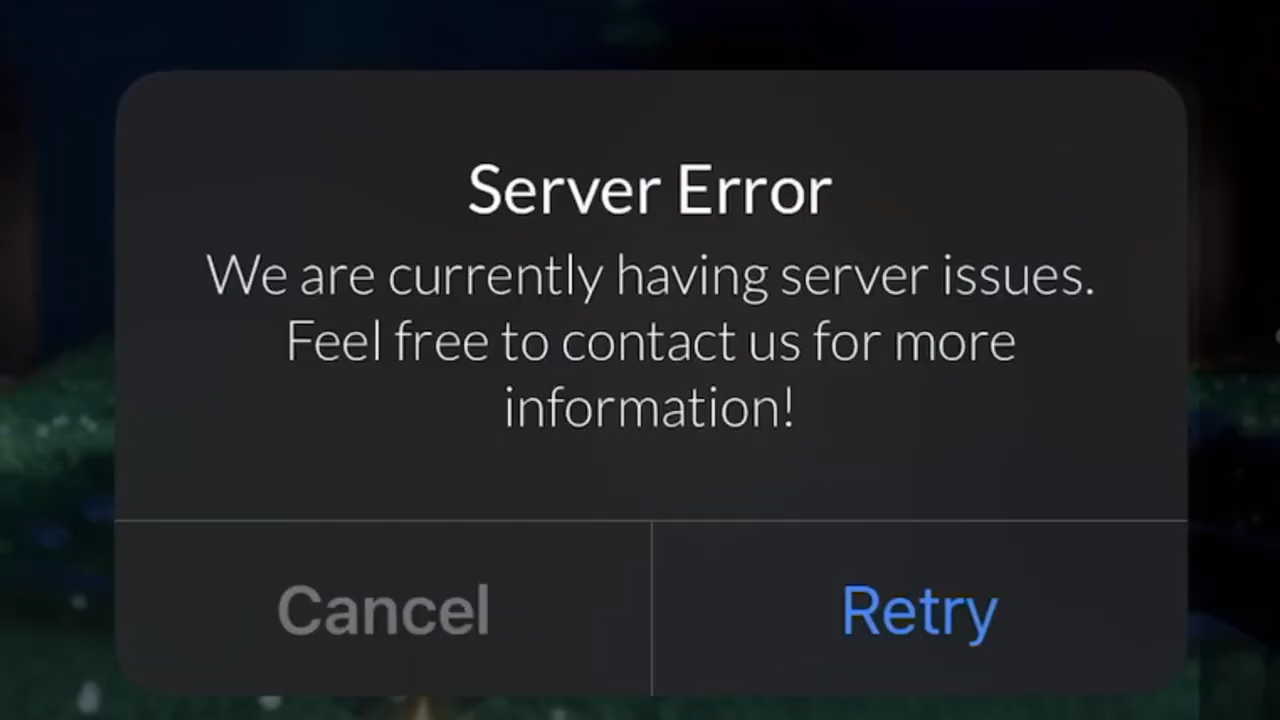 Server Error
We are currently having server issues.
Feel free to contact us for more
information!
Cancel
Retry